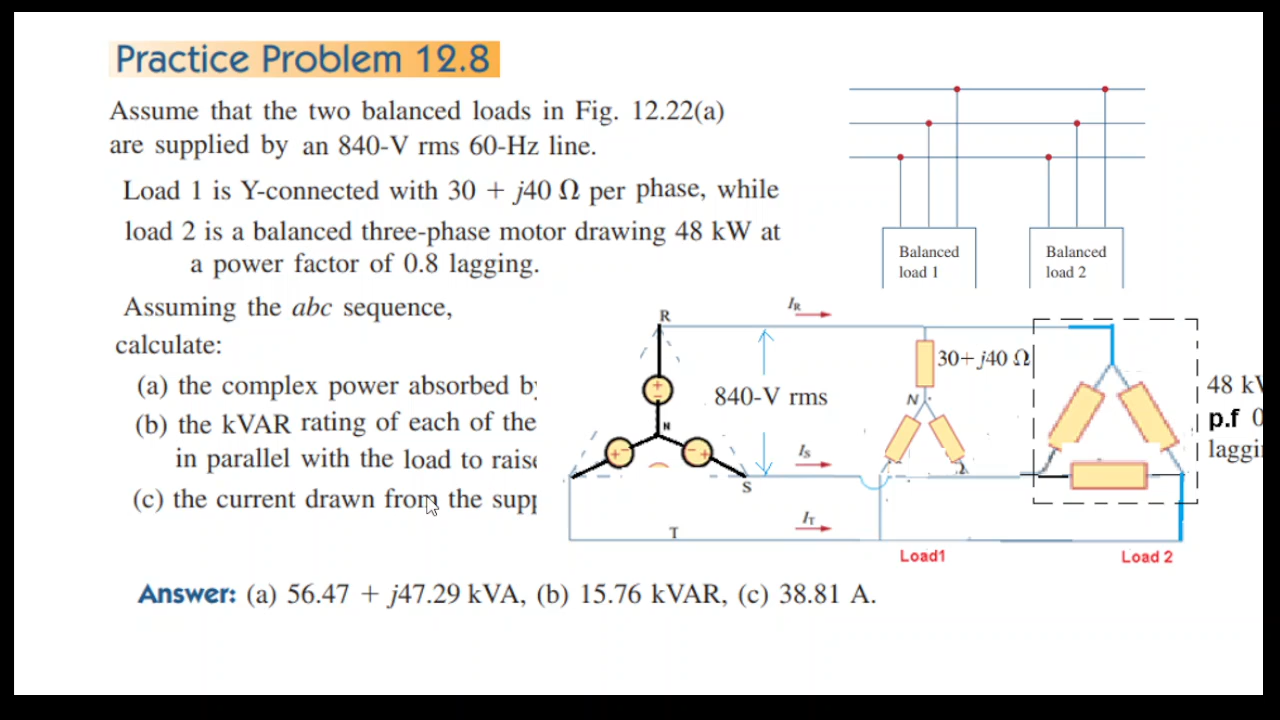 Practice Problem 12.8
Assume that the two balanced loads in Fig. 12.22(a)
are supplied by an 840-V rms 60-Hz line.
Load 1 is Y-connected with 30 + j40 Ω per phase, while
load 2 is a balanced three-phase motor drawing 48 kW at
a power factor of 0.8 lagging.
Assuming the abc sequence,
calculate:
(a) the complex power absorbed
(b) the kVAR rating of each of the
in parallel with the load to
(c) the current drawn from the
Answer: (a) 56.47 + j47.29 kVA, (b) 15.76 kVAR, (c) 38.81 A.
Balanced
load 1
Balanced
load 2
R
I_R
30+ j40 Ω
840-V rms
N
N
I_S
S
I_T
T
48
p.f
Load1
Load 2